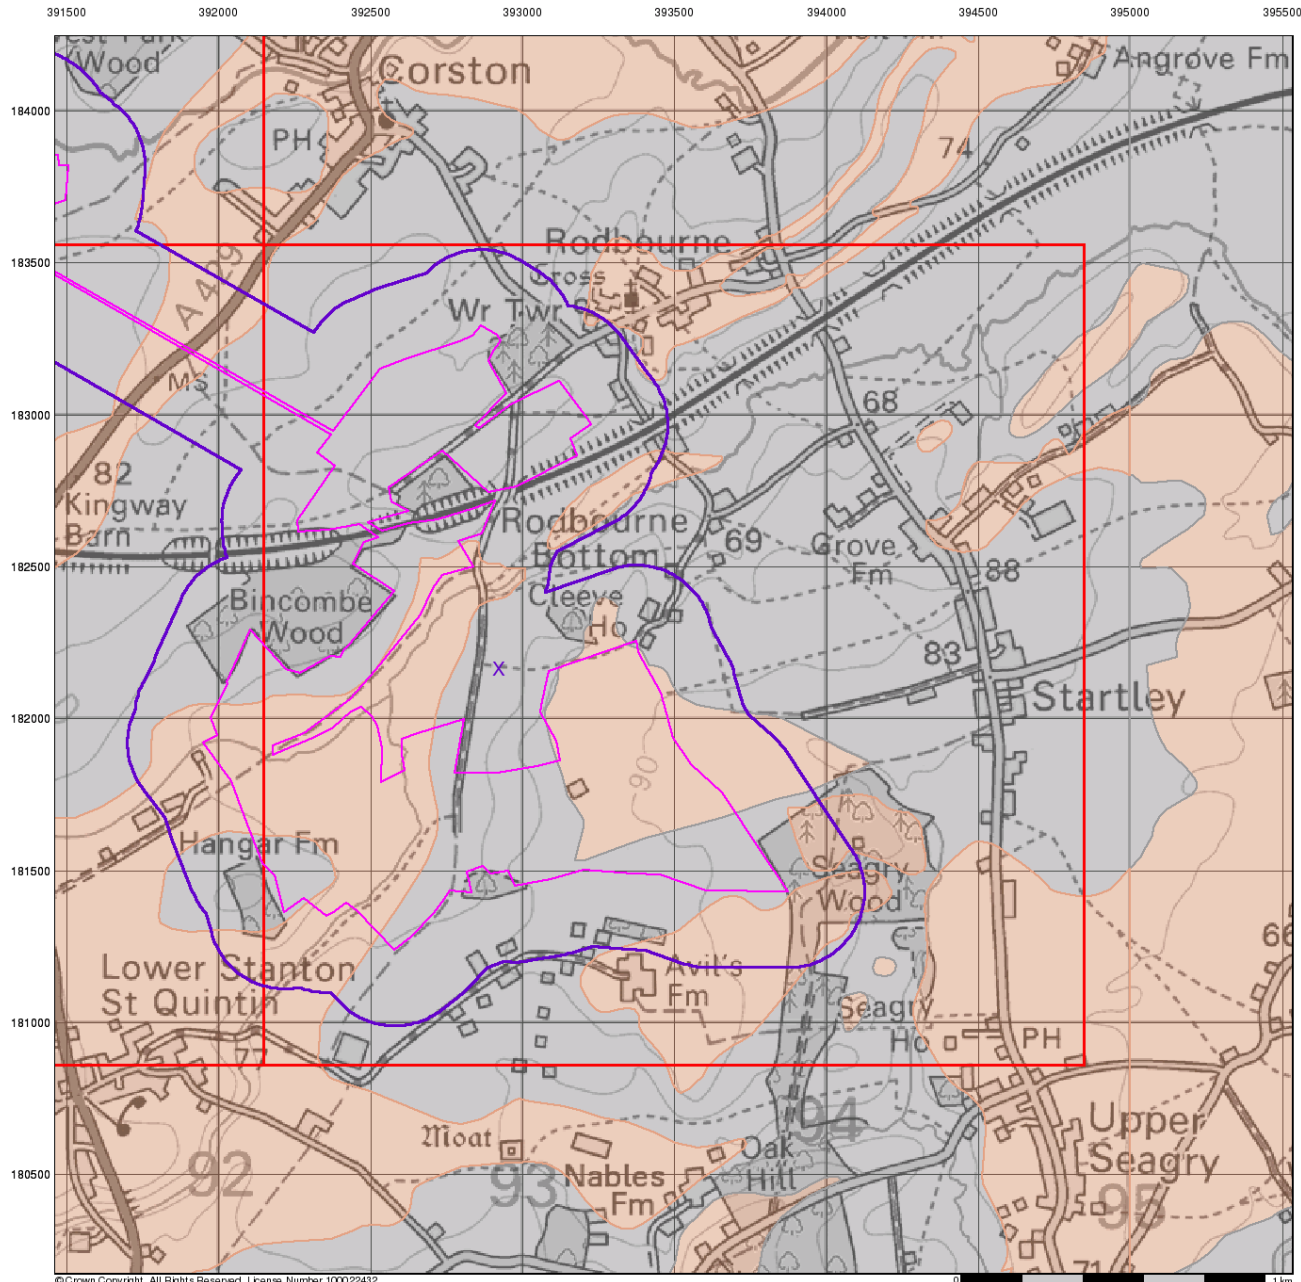 391500 392000 392500 393000 393500 394000 394500 395000 395500
184000
183500
183000
182500
182000
181500
181000
180500
Wood
Corston
Angrove Fm
PH
74
Rodbourne
Cross
A 429
Wr Twr
MS
68
82
Kingway
Barn
Rodbourne
Bottom
69
Grove
Fm
88
Bincombe
Wood
Cleeve
Ho
X
83
Startley
90
Hangar Fm
Seagry
Wood
66
Lower Stanton
St Quintin
Avil's
Fm
Seagry
Ho
PH
94
Upper
Seagry
Moat
Oak
Hill
92
93
Nables
Fm
95
71
©Crown Copyright. All Rights Reserved. License Number 100022432
0 1 km